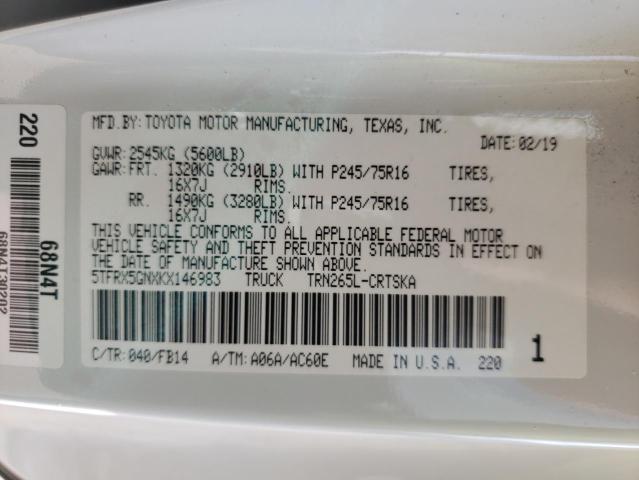 MFD.BY:TOYOTA MOTOR MANUFACTURING, TEXAS, INC.
DATE:02/19
GVWR:2545KG (5600LB)
GAWR:FRT. 1320KG (2910LB) WITH P245/75R16 TIRES,
16X7J RIMS.
RR. 1490KG (3280LB) WITH P245/75R16 TIRES,
16X7J RIMS.
THIS VEHICLE CONFORMS TO ALL APPLICABLE FEDERAL MOTOR
VEHICLE SAFETY AND THEFT PREVENTION STANDARDS IN EFFECT ON
THE DATE OF MANUFACTURE SHOWN ABOVE.
5TFRX5GNXKX146983 TRUCK TRN265L-CRTSKA
C/TR:040/FB14 A/TM:A06A/AC60E MADE IN U.S.A. 220
1
220
68N4T